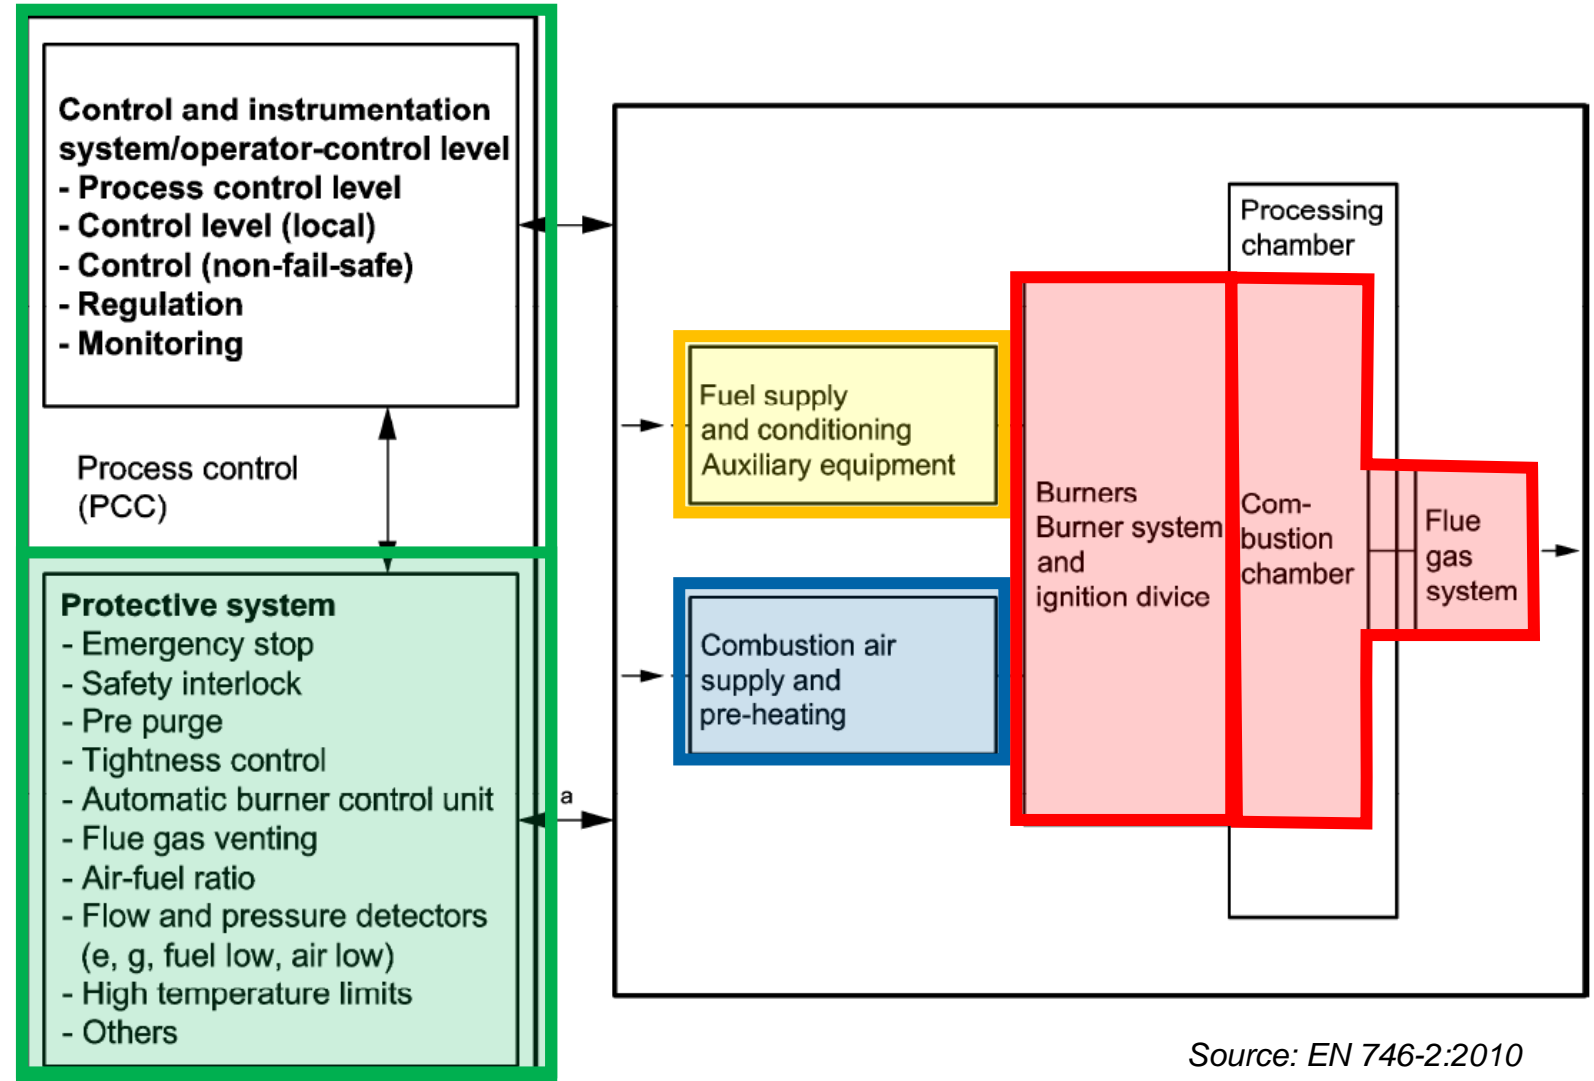 Control and instrumentation
system/operator-control level
- Process control level
- Control level (local)
- Control (non-fail-safe)
- Regulation
- Monitoring
Process control
(PCC)
Protective system
- Emergency stop
- Safety interlock
- Pre purge
- Tightness control
- Automatic burner control unit
- Flue gas venting
- Air-fuel ratio
- Flow and pressure detectors
(e, g, fuel low, air low)
- High temperature limits
- Others
a
Fuel supply
and conditioning
Auxiliary equipment
Combustion air
supply and
pre-heating
Burners
Burner system
and
ignition divice
Processing
chamber
Com-
bustion
chamber
Flue
gas
system
Source: EN 746-2:2010